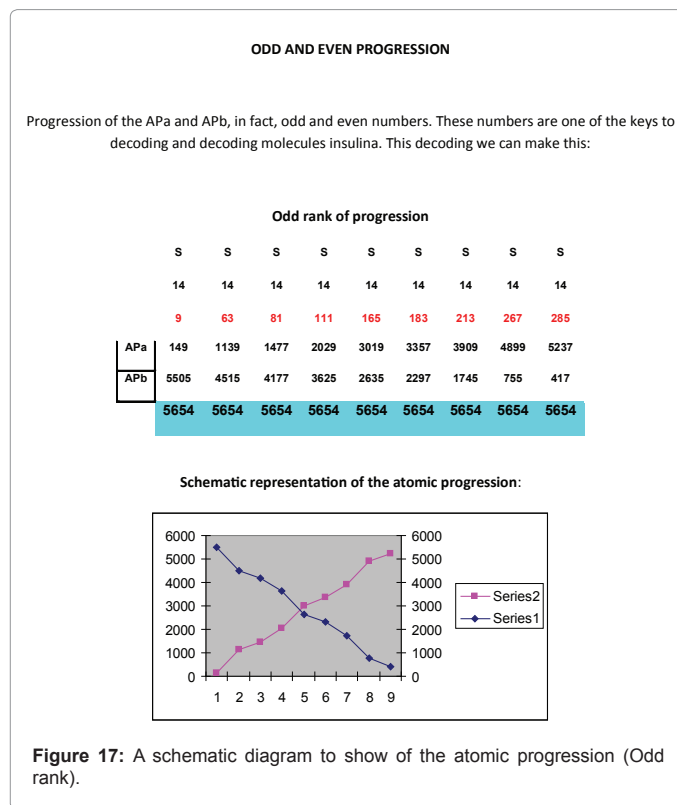 ODD AND EVEN PROGRESSION
Progression of the APa and APb, in fact, odd and even numbers. These numbers are one of the keys to
decoding and decoding molecules insulina. This decoding we can make this:
Odd rank of progression
S S S S S S S S S
14 14 14 14 14 14 14 14 14
9 63 81 111 165 183 213 267 285
APa 149 1139 1477 2029 3019 3357 3909 4899 5237
APb 5505 4515 4177 3625 2635 2297 1745 755 417
5654 5654 5654 5654 5654 5654 5654 5654 5654
Schematic representation of the atomic progression:
6000 6000
5000 5000
4000 4000
3000 3000
2000 2000
1000 1000
0 0
1 2 3 4 5 6 7 8 9
Series2
Series1
Figure 17: A schematic diagram to show of the atomic progression (Odd
rank).